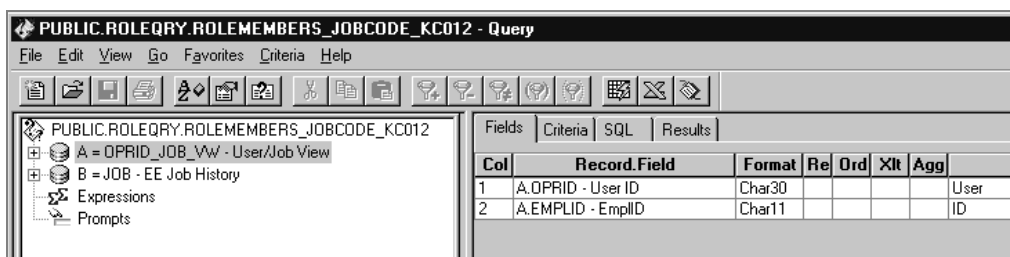 PUBLIC.ROLEQRY.ROLEMEMBERS_JOBCODE_KC012 - Query
File Edit View Go Favorites Criteria Help
PUBLIC.ROLEQRY.ROLEMEMBERS_JOBCODE_KC012
A = OPRID_JOB_VW - User/Job View
B = JOB - EE Job History
Expressions
Prompts
Fields Criteria SQL Results
Col Record.Field Format Re Ord Xlt Agg
1 A.OPRID - User ID Char30 User
2 A.EMPLID - EmplID Char11 ID